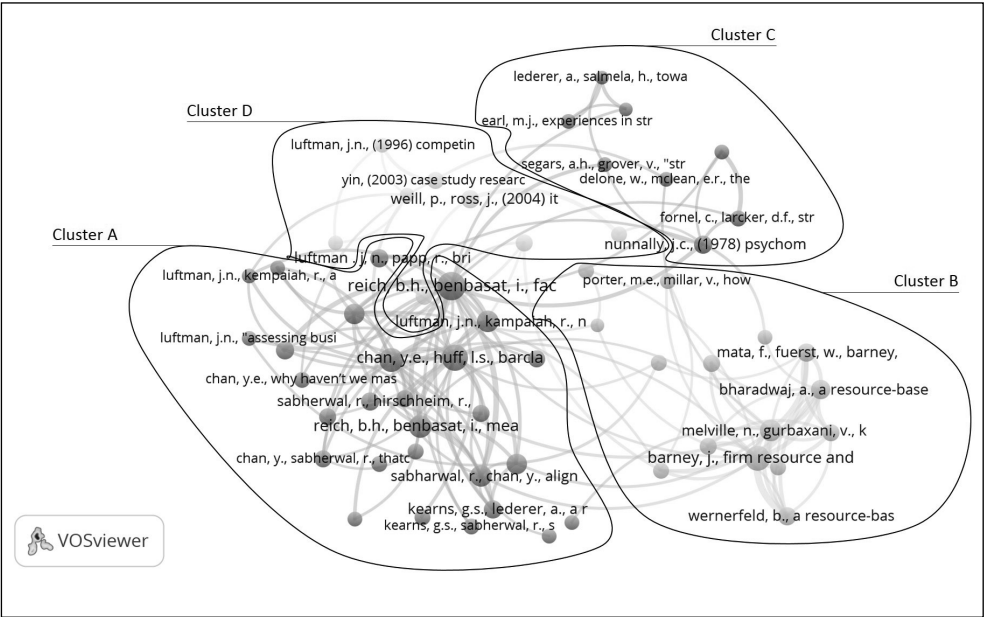 Cluster C
lederer, a., salmela, h., towa
Cluster D
earl, m.j., experiences in str
luftman, j.n., (1996) competin
segars, a.h., grover, v., "str
yin, (2003) case study researc
delone, w., mclean, e.r., the
weill, p., ross, j., (2004) it
fornel, c., larcker, d.f., str
Cluster A
nunnally, j.c., (1978) psychom
luftman, j, n., papp, r., bri
luftman, j.n., kempaiah, r., a
porter, m.e., millar, v., how
Cluster B
reich, b.h., benbasat, i., fac
luftman, j.n., kampaiah, r., n
luftman, j.n., "assessing busi
mata, f., fuerst, w., barney,
chan, y.e., huff, l.s., barcla
chan, y.e., why haven't we mas
bharadwaj, a., a resource-base
sabherwal, r., hirschheim, r.,
reich, b.h., benbasat, i., mea
melville, n., gurbaxani, v., k
chan, y., sabherwal, r., thatc
barney, j., firm resource and
sabharwal, r., chan, y., align
kearns, g.s., lederer, a., a r
wernerfeld, b., a resource-bas
kearns, g.s., sabherwal, r., s
VOSviewer